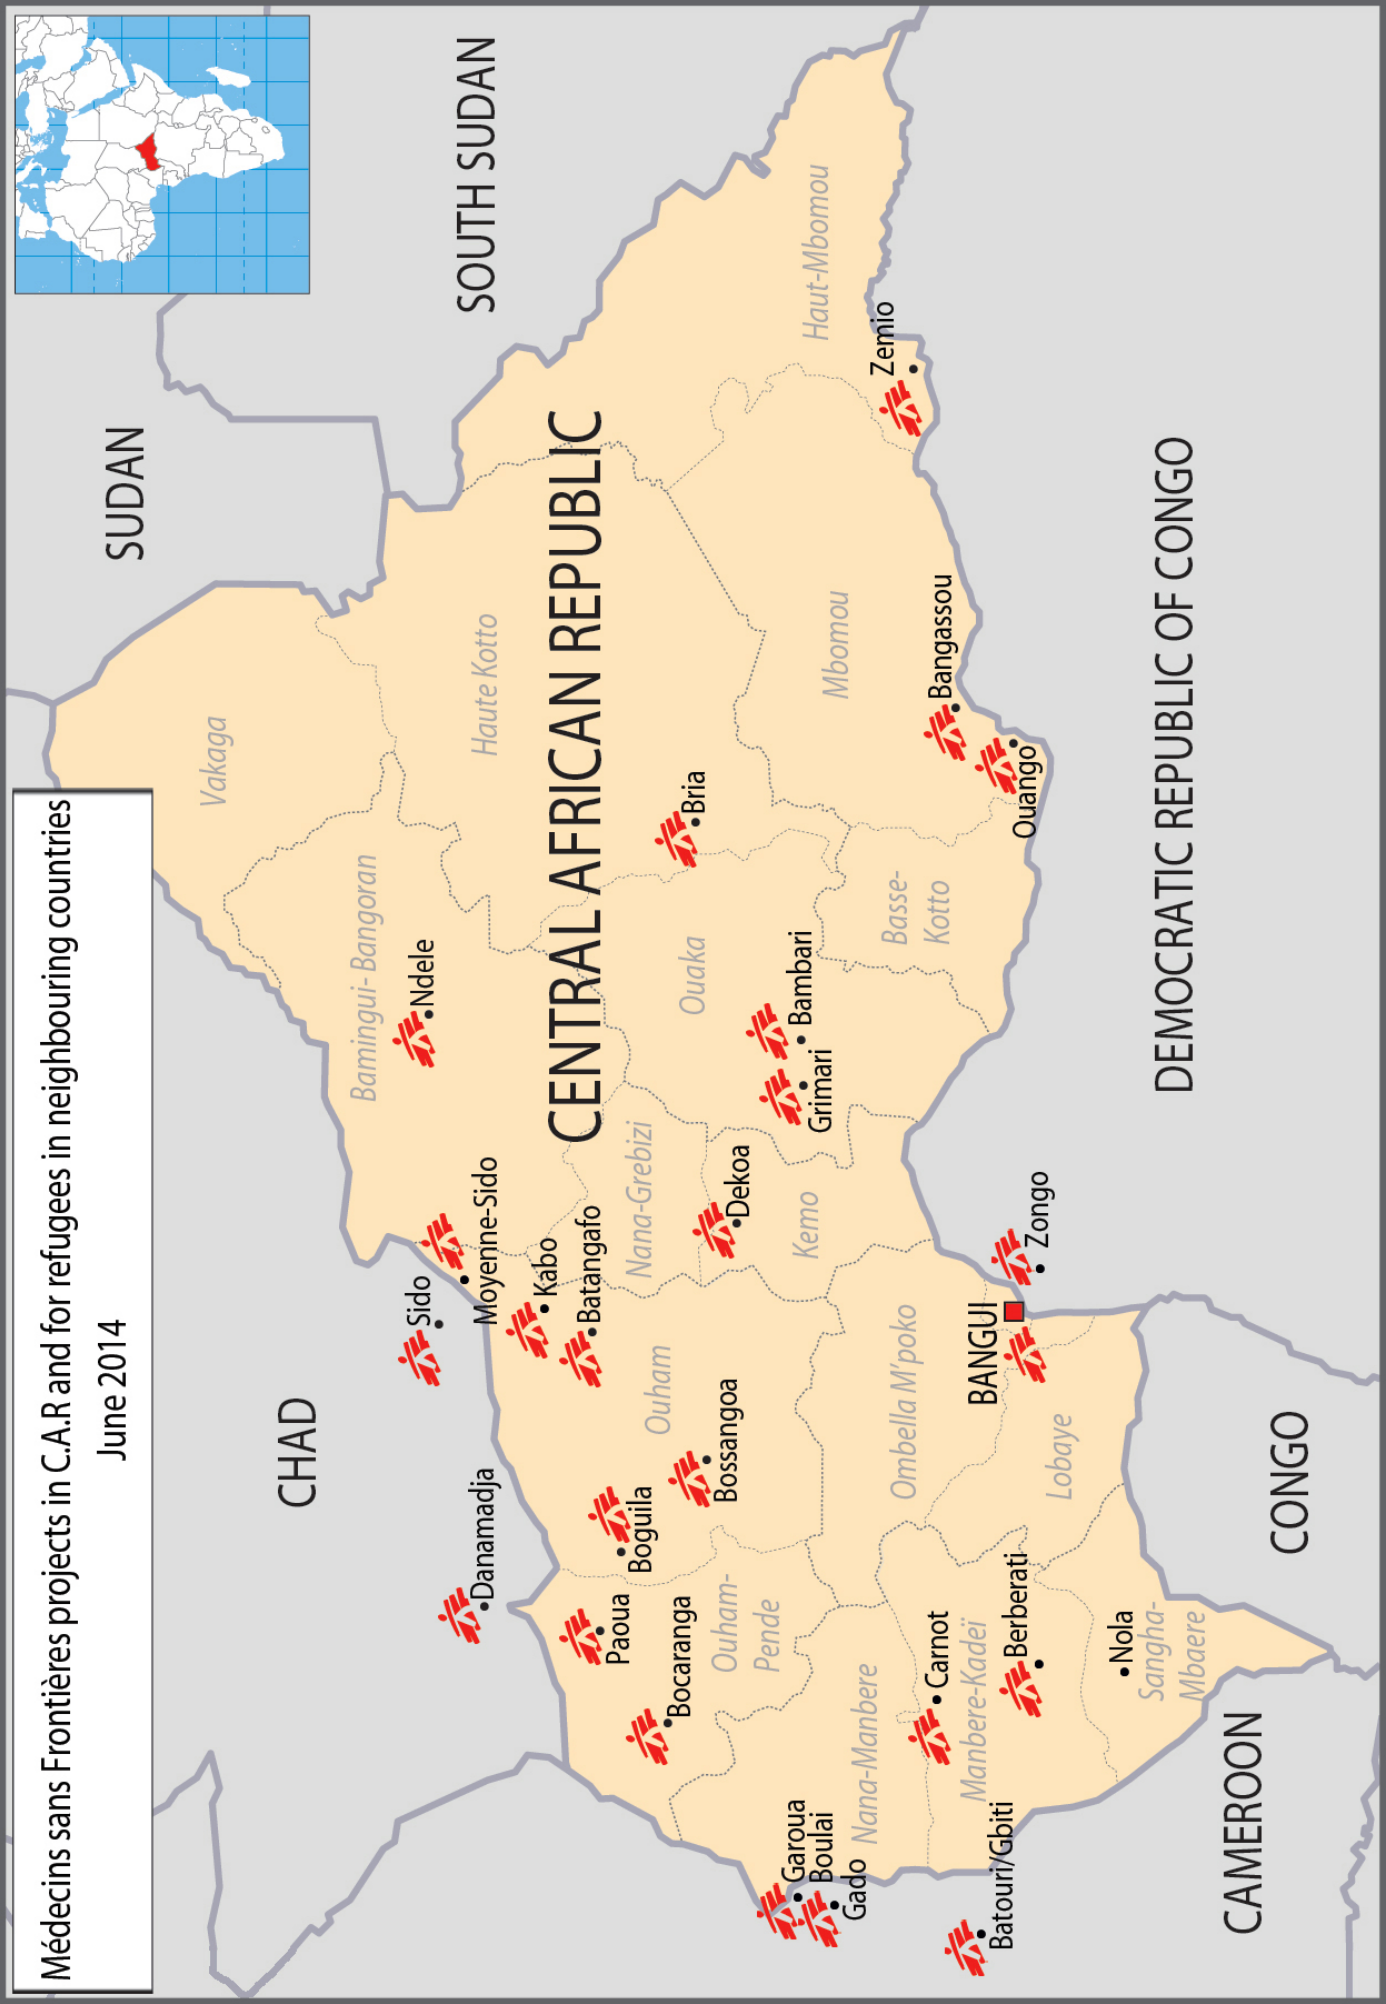 Médecins sans Frontières projects in C.A.R and for refugees in neighbouring countries
June 2014
SUDAN
SOUTH SUDAN
CHAD
CENTRAL AFRICAN REPUBLIC
DEMOCRATIC REPUBLIC OF CONGO
CONGO
CAMEROON
Vakaga
Bamingui- Bangoran
Haute Kotto
Haut-Mbomou
Mbomou
Basse-
Kotto
Ouaka
Nana-Grebizi
Kemo
Ouham
Ombella M'poko
Lobaye
Ouham-
Pende
Nana-Manbere
Manbere-Kadeï
Sangha-
Mbaere
Ndele
Sido
Moyenne-Sido
Kabo
Batangafo
Danamadja
Boguila
Bossangoa
Paoua
Bocaranga
Dekoa
Grimari
Bambari
Bria
Zemio
Bangassou
Ouango
Zongo
BANGUI
Carnot
Berberati
Nola
Garoua
Boulai
Gado
Batouri/Gbiti